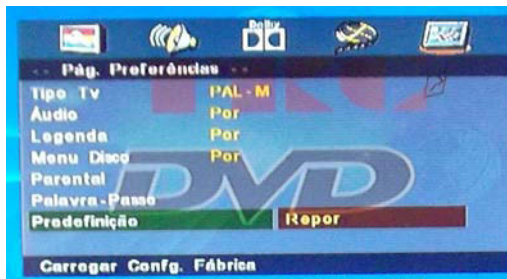 Dolby
-- Pág. Preferências --
Tipo Tv PAL-M
Áudio Por
Legenda Por
Menu Disco Por
Parental
Palavra-Passe
Predefinição Repor
DVD
Carregar Confg. Fábrica